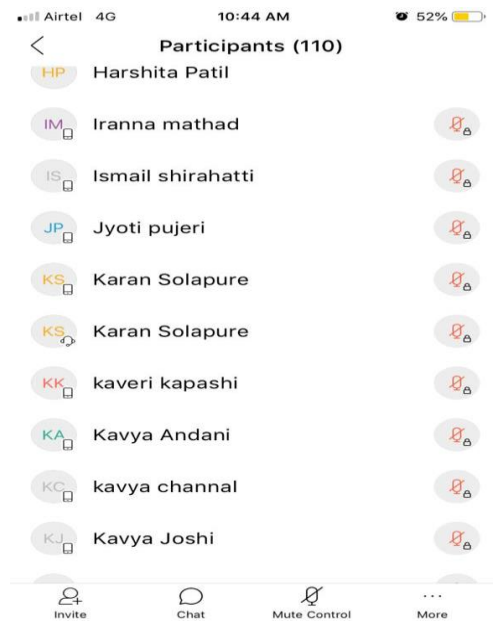 Airtel 4G 10:44 AM 52%
Participants (110)
HP Harshita Patil
IM Iranna mathad
IS Ismail shirahatti
JP Jyoti pujeri
KS Karan Solapure
KS Karan Solapure
KK kaveri kapashi
KA Kavya Andani
KC kavya channal
KJ Kavya Joshi
Invite Chat Mute Control More